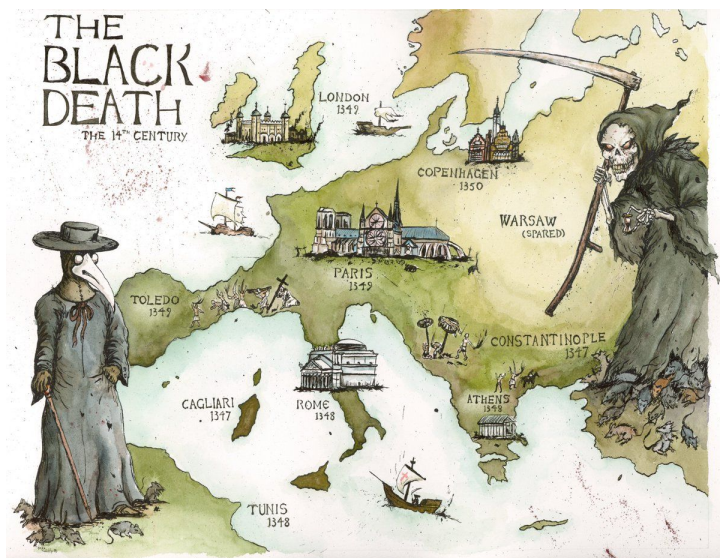 THE
BLACK
DEATH
THE 14TH CENTURY
LONDON
1349
COPENHAGEN
1350
WARSAW
(SPARED)
PARIS
1349
TOLEDO
1349
CONSTANTINOPLE
1347
CAGLIARI
1347
ROME
1348
ATHENS
1348
TUNIS
1348